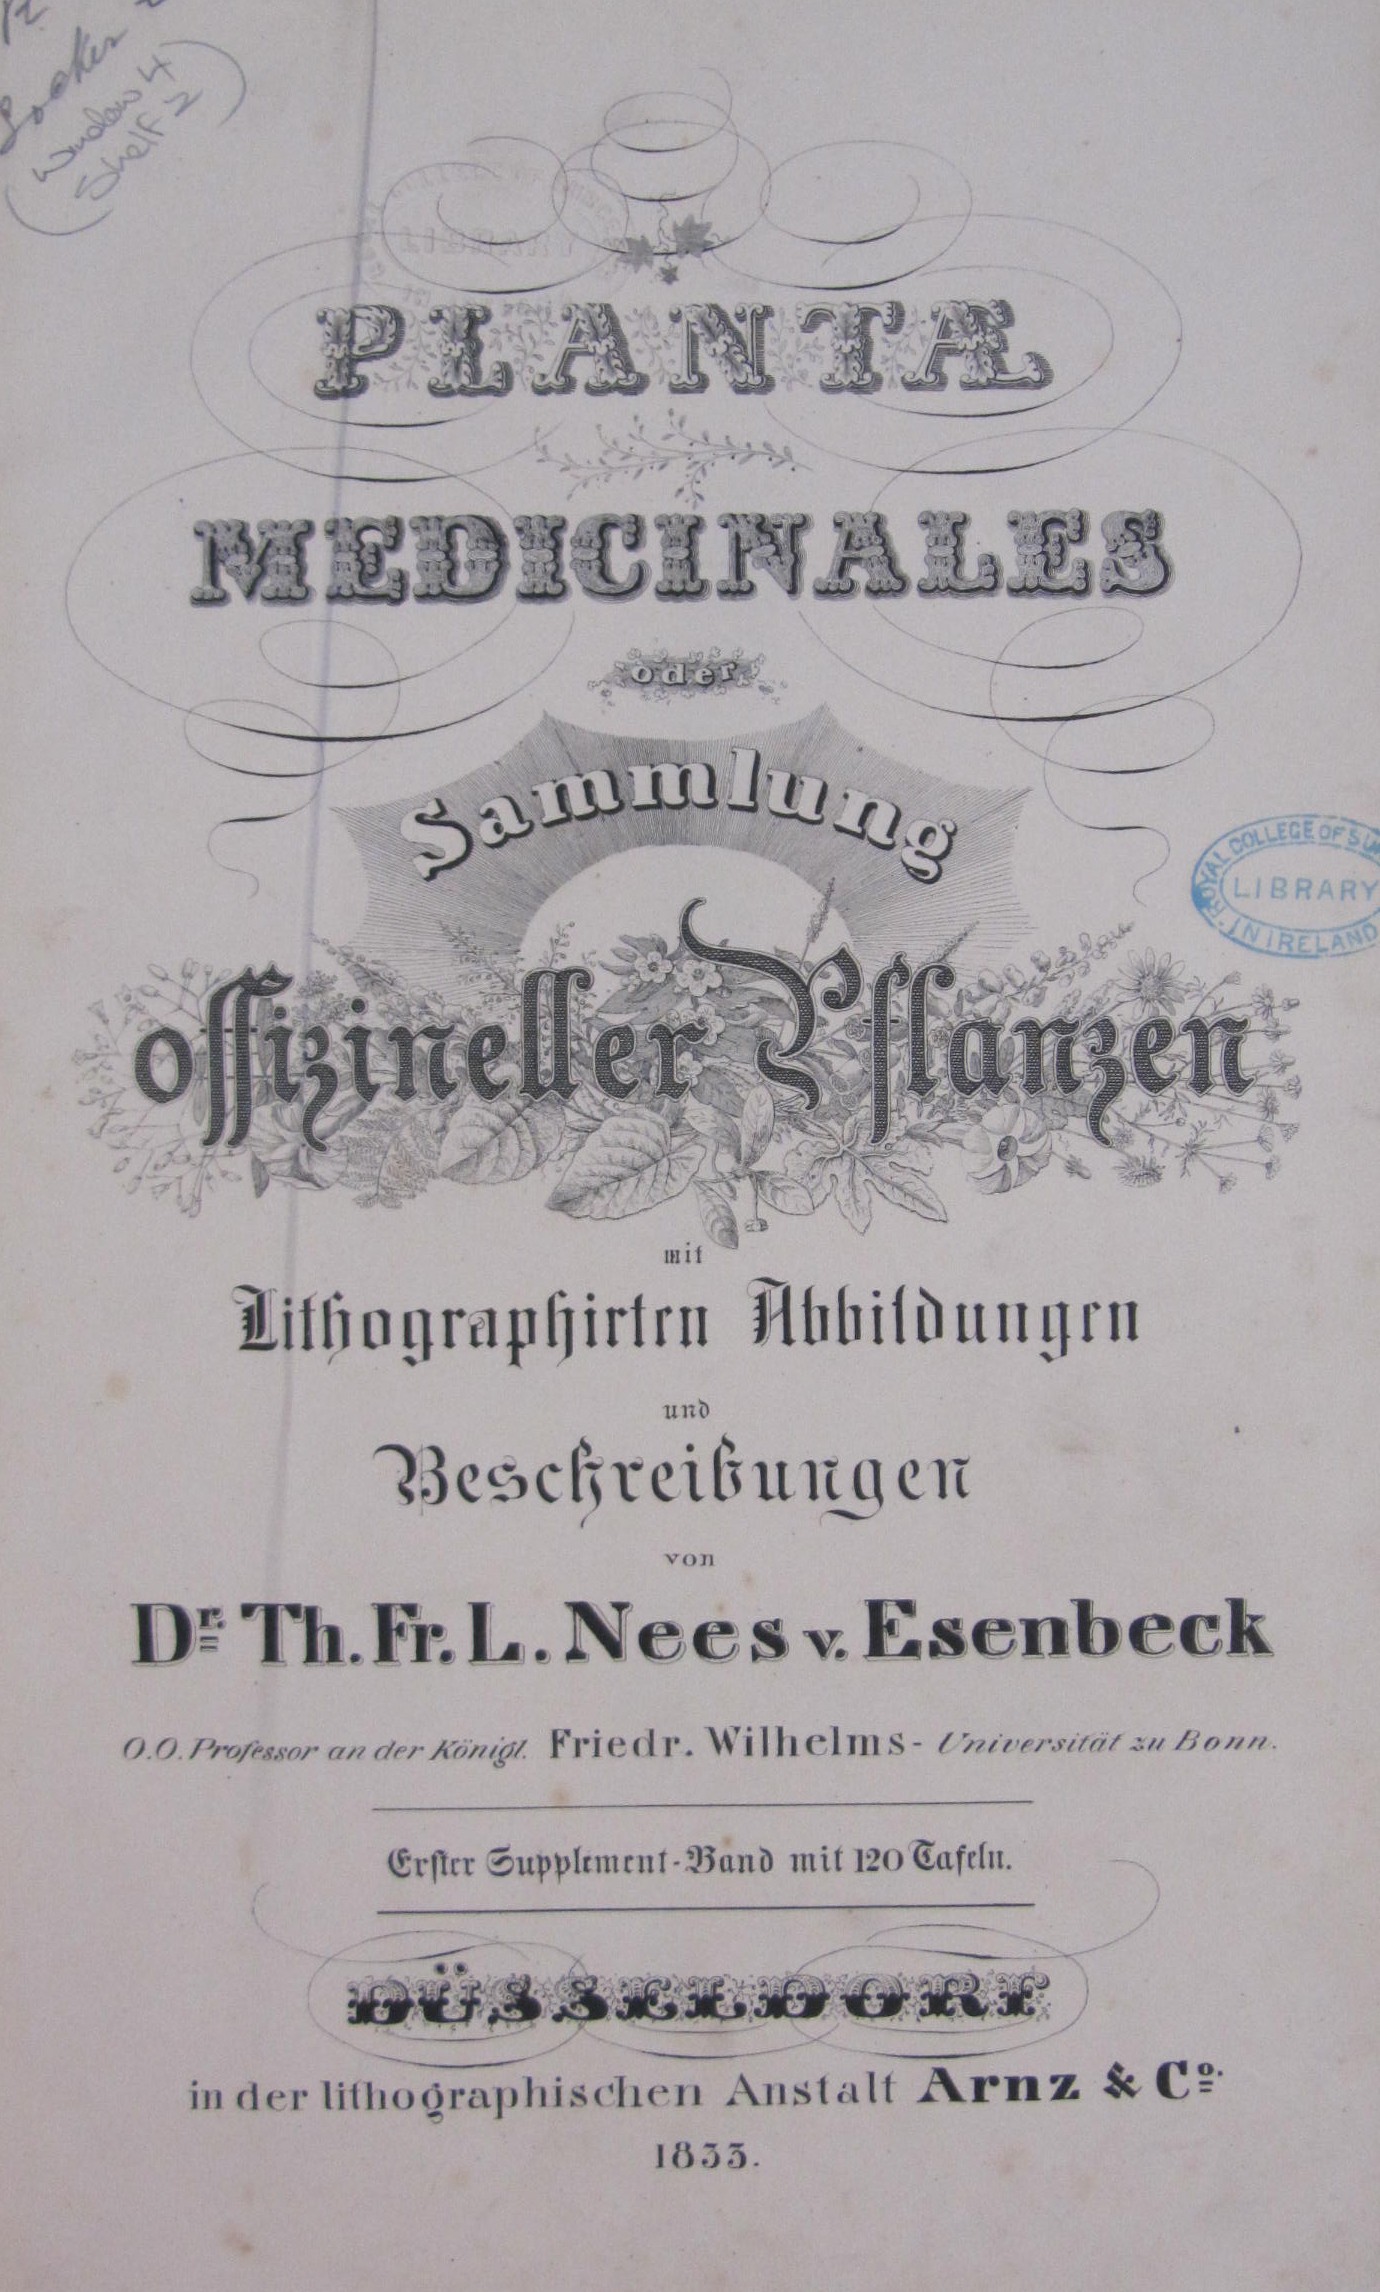 Locker
(Window 4
Shelf 2)
PLANTÆ
MEDICINALES
oder
Sammlung
offizineller Pflanzen
mit
Lithographirten Abbildungen
und
Beschreibungen
von
Dr. Th. Fr. L. Nees v. Esenbeck
O.O. Professor an der Königl. Friedr. Wilhelms- Universität zu Bonn.
Erster Supplement-Band mit 120 Tafeln.
DÜSSELDORF
in der lithographischen Anstalt Arnz & Co.
1833.
ROYAL COLLEGE OF SU
LIBRARY
IN IRELAND